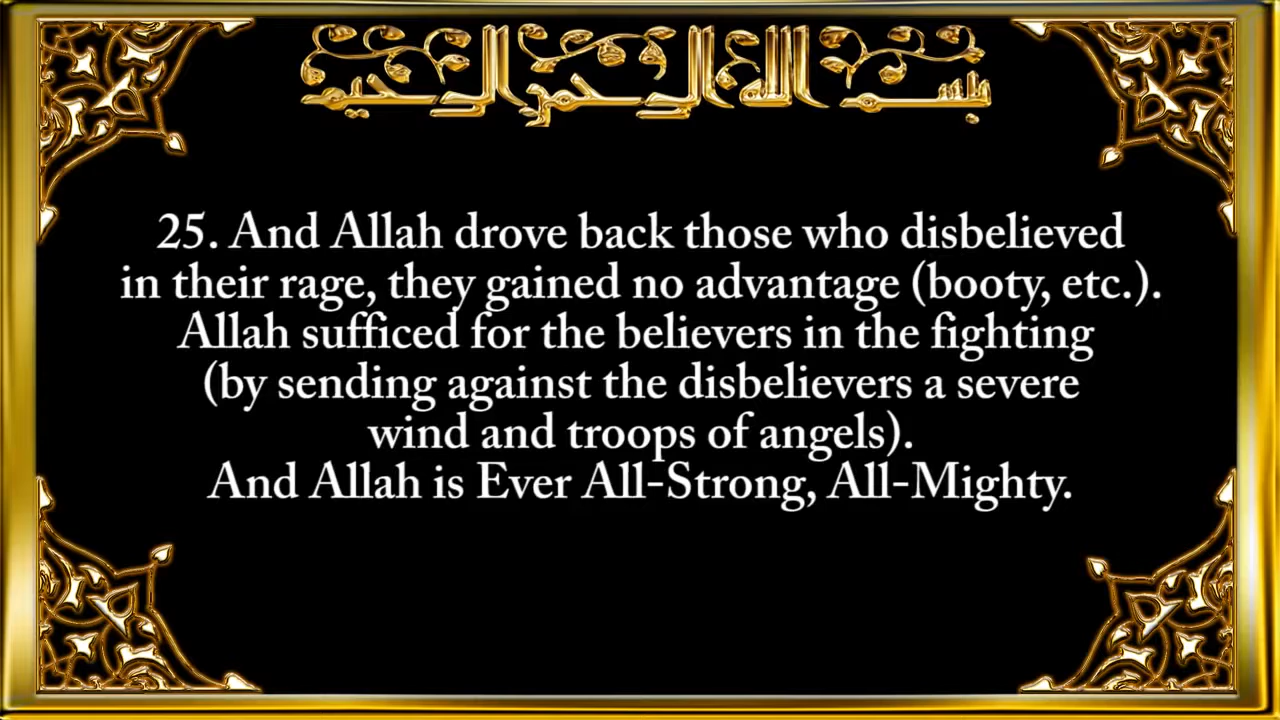 بسم الله الرحمن الرحيم
25. And Allah drove back those who disbelieved
in their rage, they gained no advantage (booty, etc.).
Allah sufficed for the believers in the fighting
(by sending against the disbelievers a severe
wind and troops of angels).
And Allah is Ever All-Strong, All-Mighty.